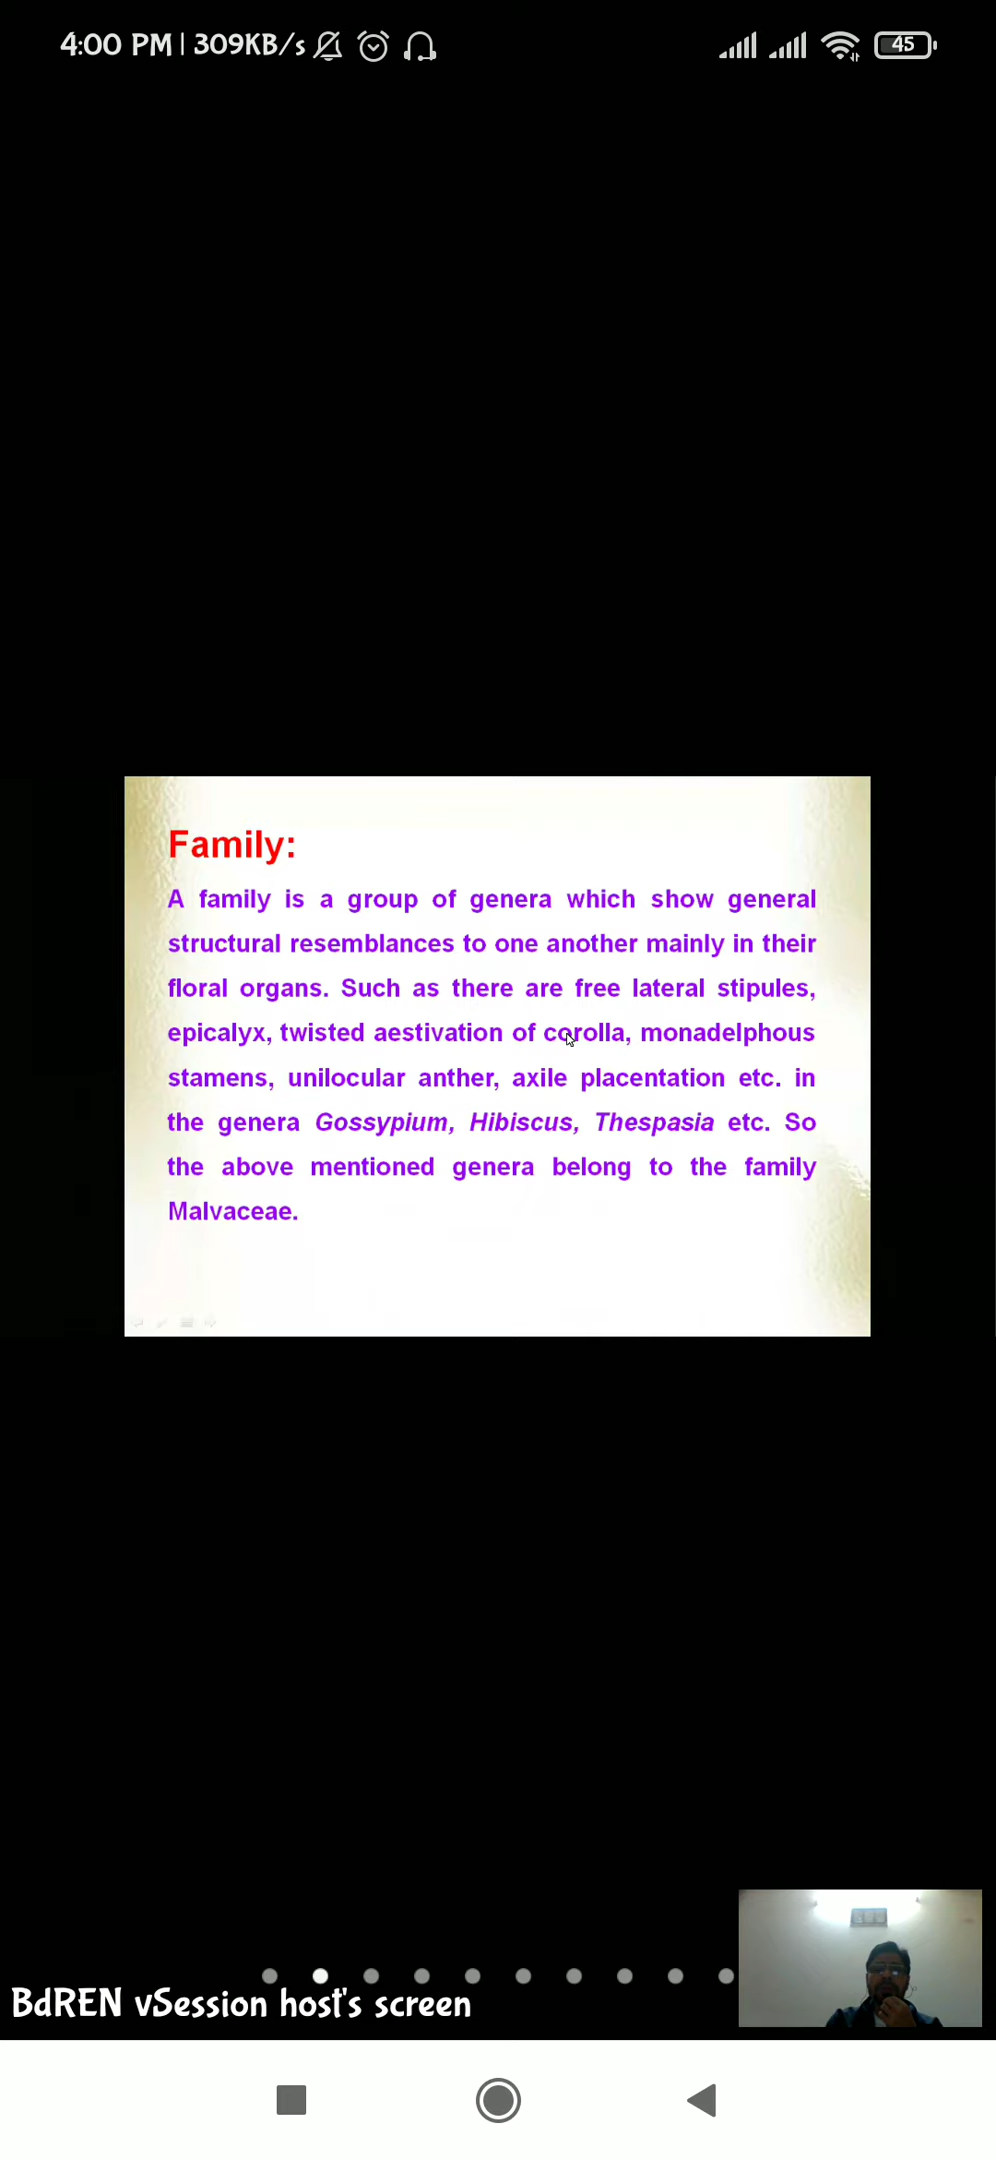 4:00 PM | 309KB/s
45
Family:
A family is a group of genera which show general
structural resemblances to one another mainly in their
floral organs. Such as there are free lateral stipules,
epicalyx, twisted aestivation of corolla, monadelphous
stamens, unilocular anther, axile placentation etc. in
the genera Gossypium, Hibiscus, Thespasia etc. So
the above mentioned genera belong to the family
Malvaceae.
BdREN vSession host's screen